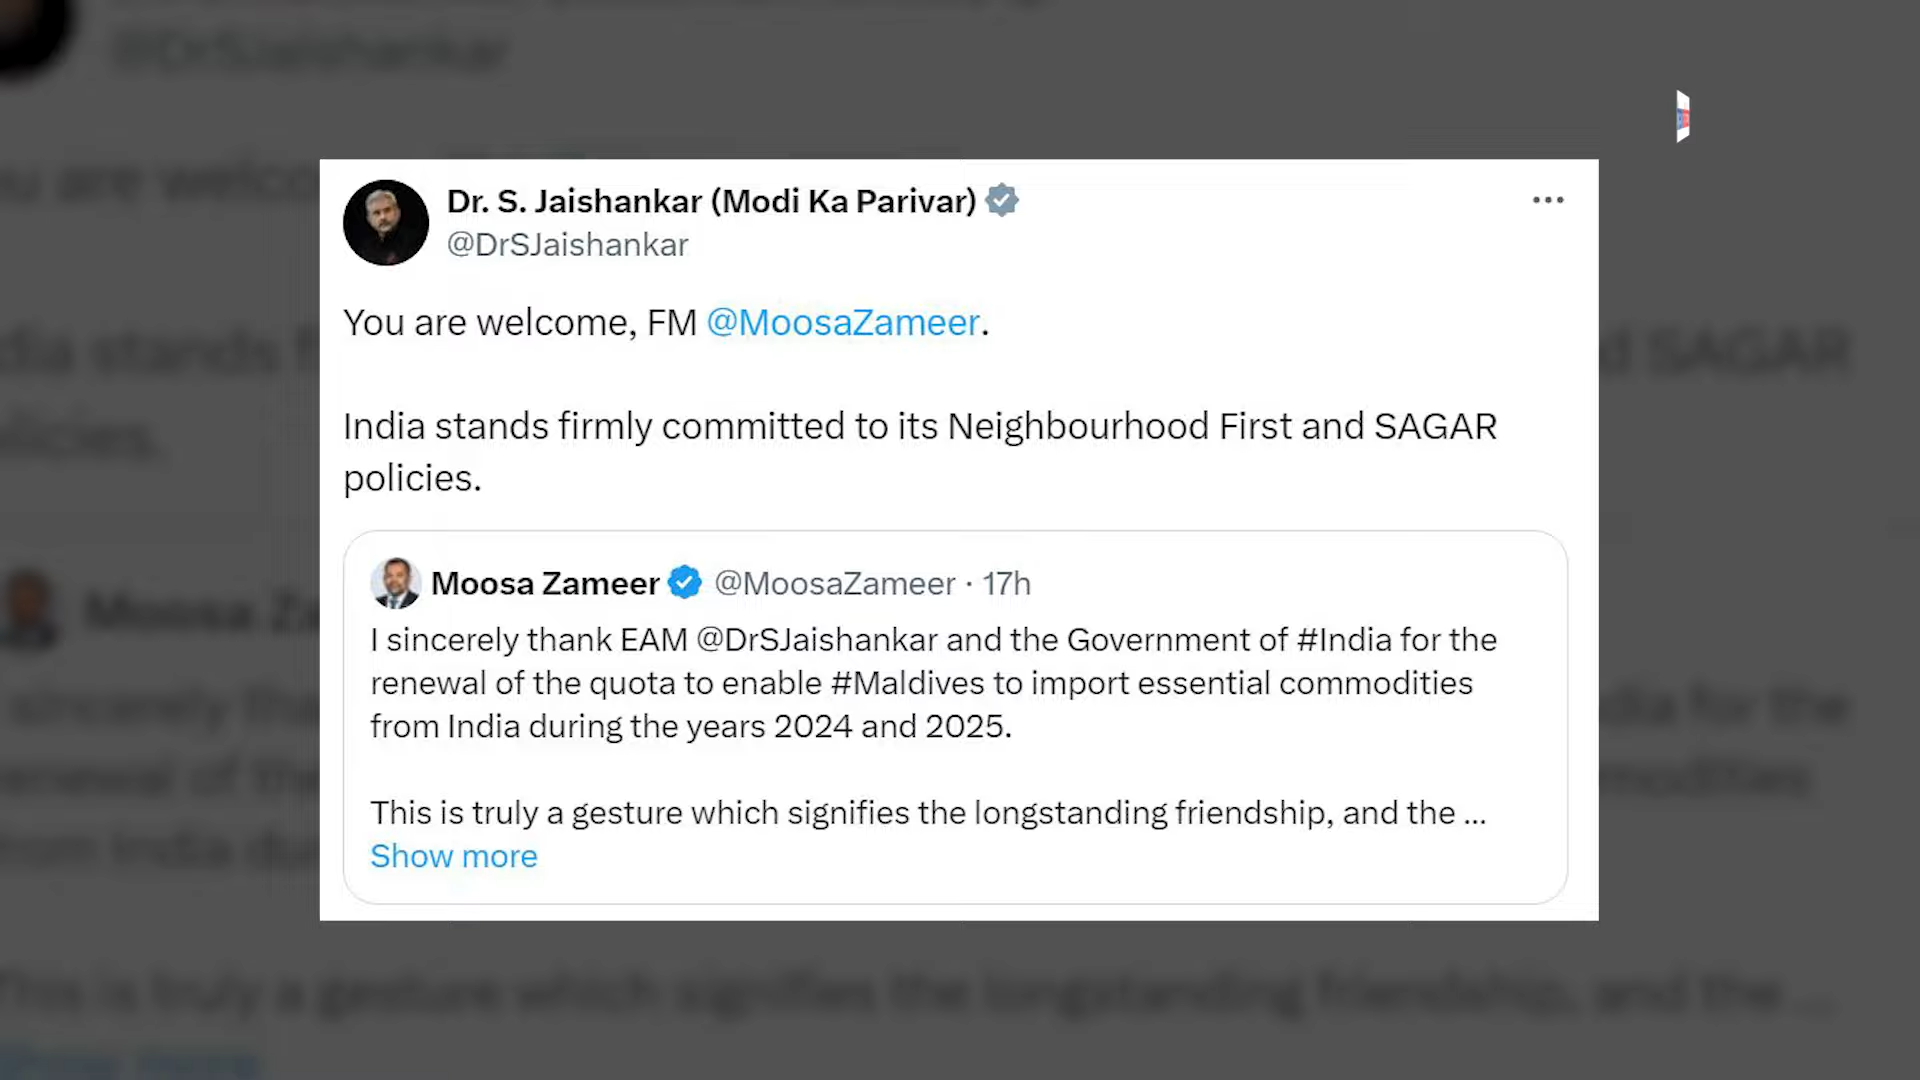 Dr. S. Jaishankar (Modi Ka Parivar)
@DrSJaishankar
You are welcome, FM @MoosaZameer.
India stands firmly committed to its Neighbourhood First and SAGAR
policies.
Moosa Zameer @MoosaZameer · 17h
I sincerely thank EAM @DrSJaishankar and the Government of #India for the
renewal of the quota to enable #Maldives to import essential commodities
from India during the years 2024 and 2025.
This is truly a gesture which signifies the longstanding friendship, and the ...
Show more